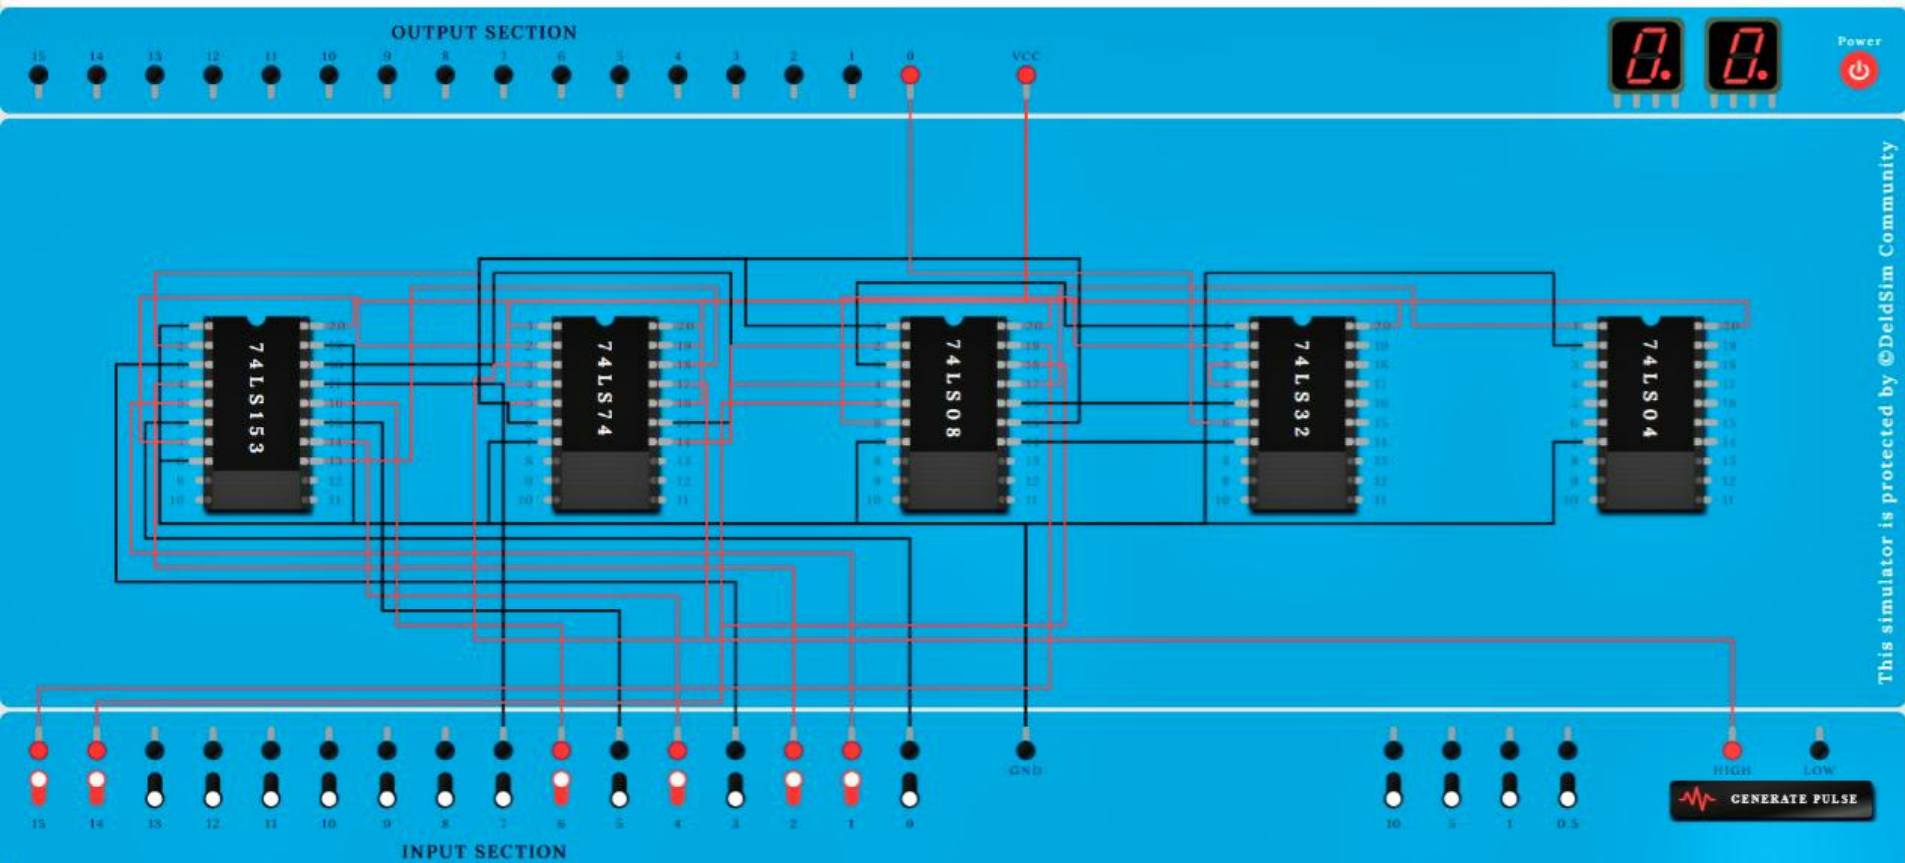 OUTPUT SECTION
15 14 13 12 11 10 9 8 7 6 5 4 3 2 1 0 VCC
0. 0.
Power
This simulator is protected by ©DeldSim Community
74LS153
74LS74
74LS08
74LS32
74LS04
GND
HIGH LOW
GENERATE PULSE
15 14 13 12 11 10 9 8 7 6 5 4 3 2 1 0
10 5 1 0.5
INPUT SECTION